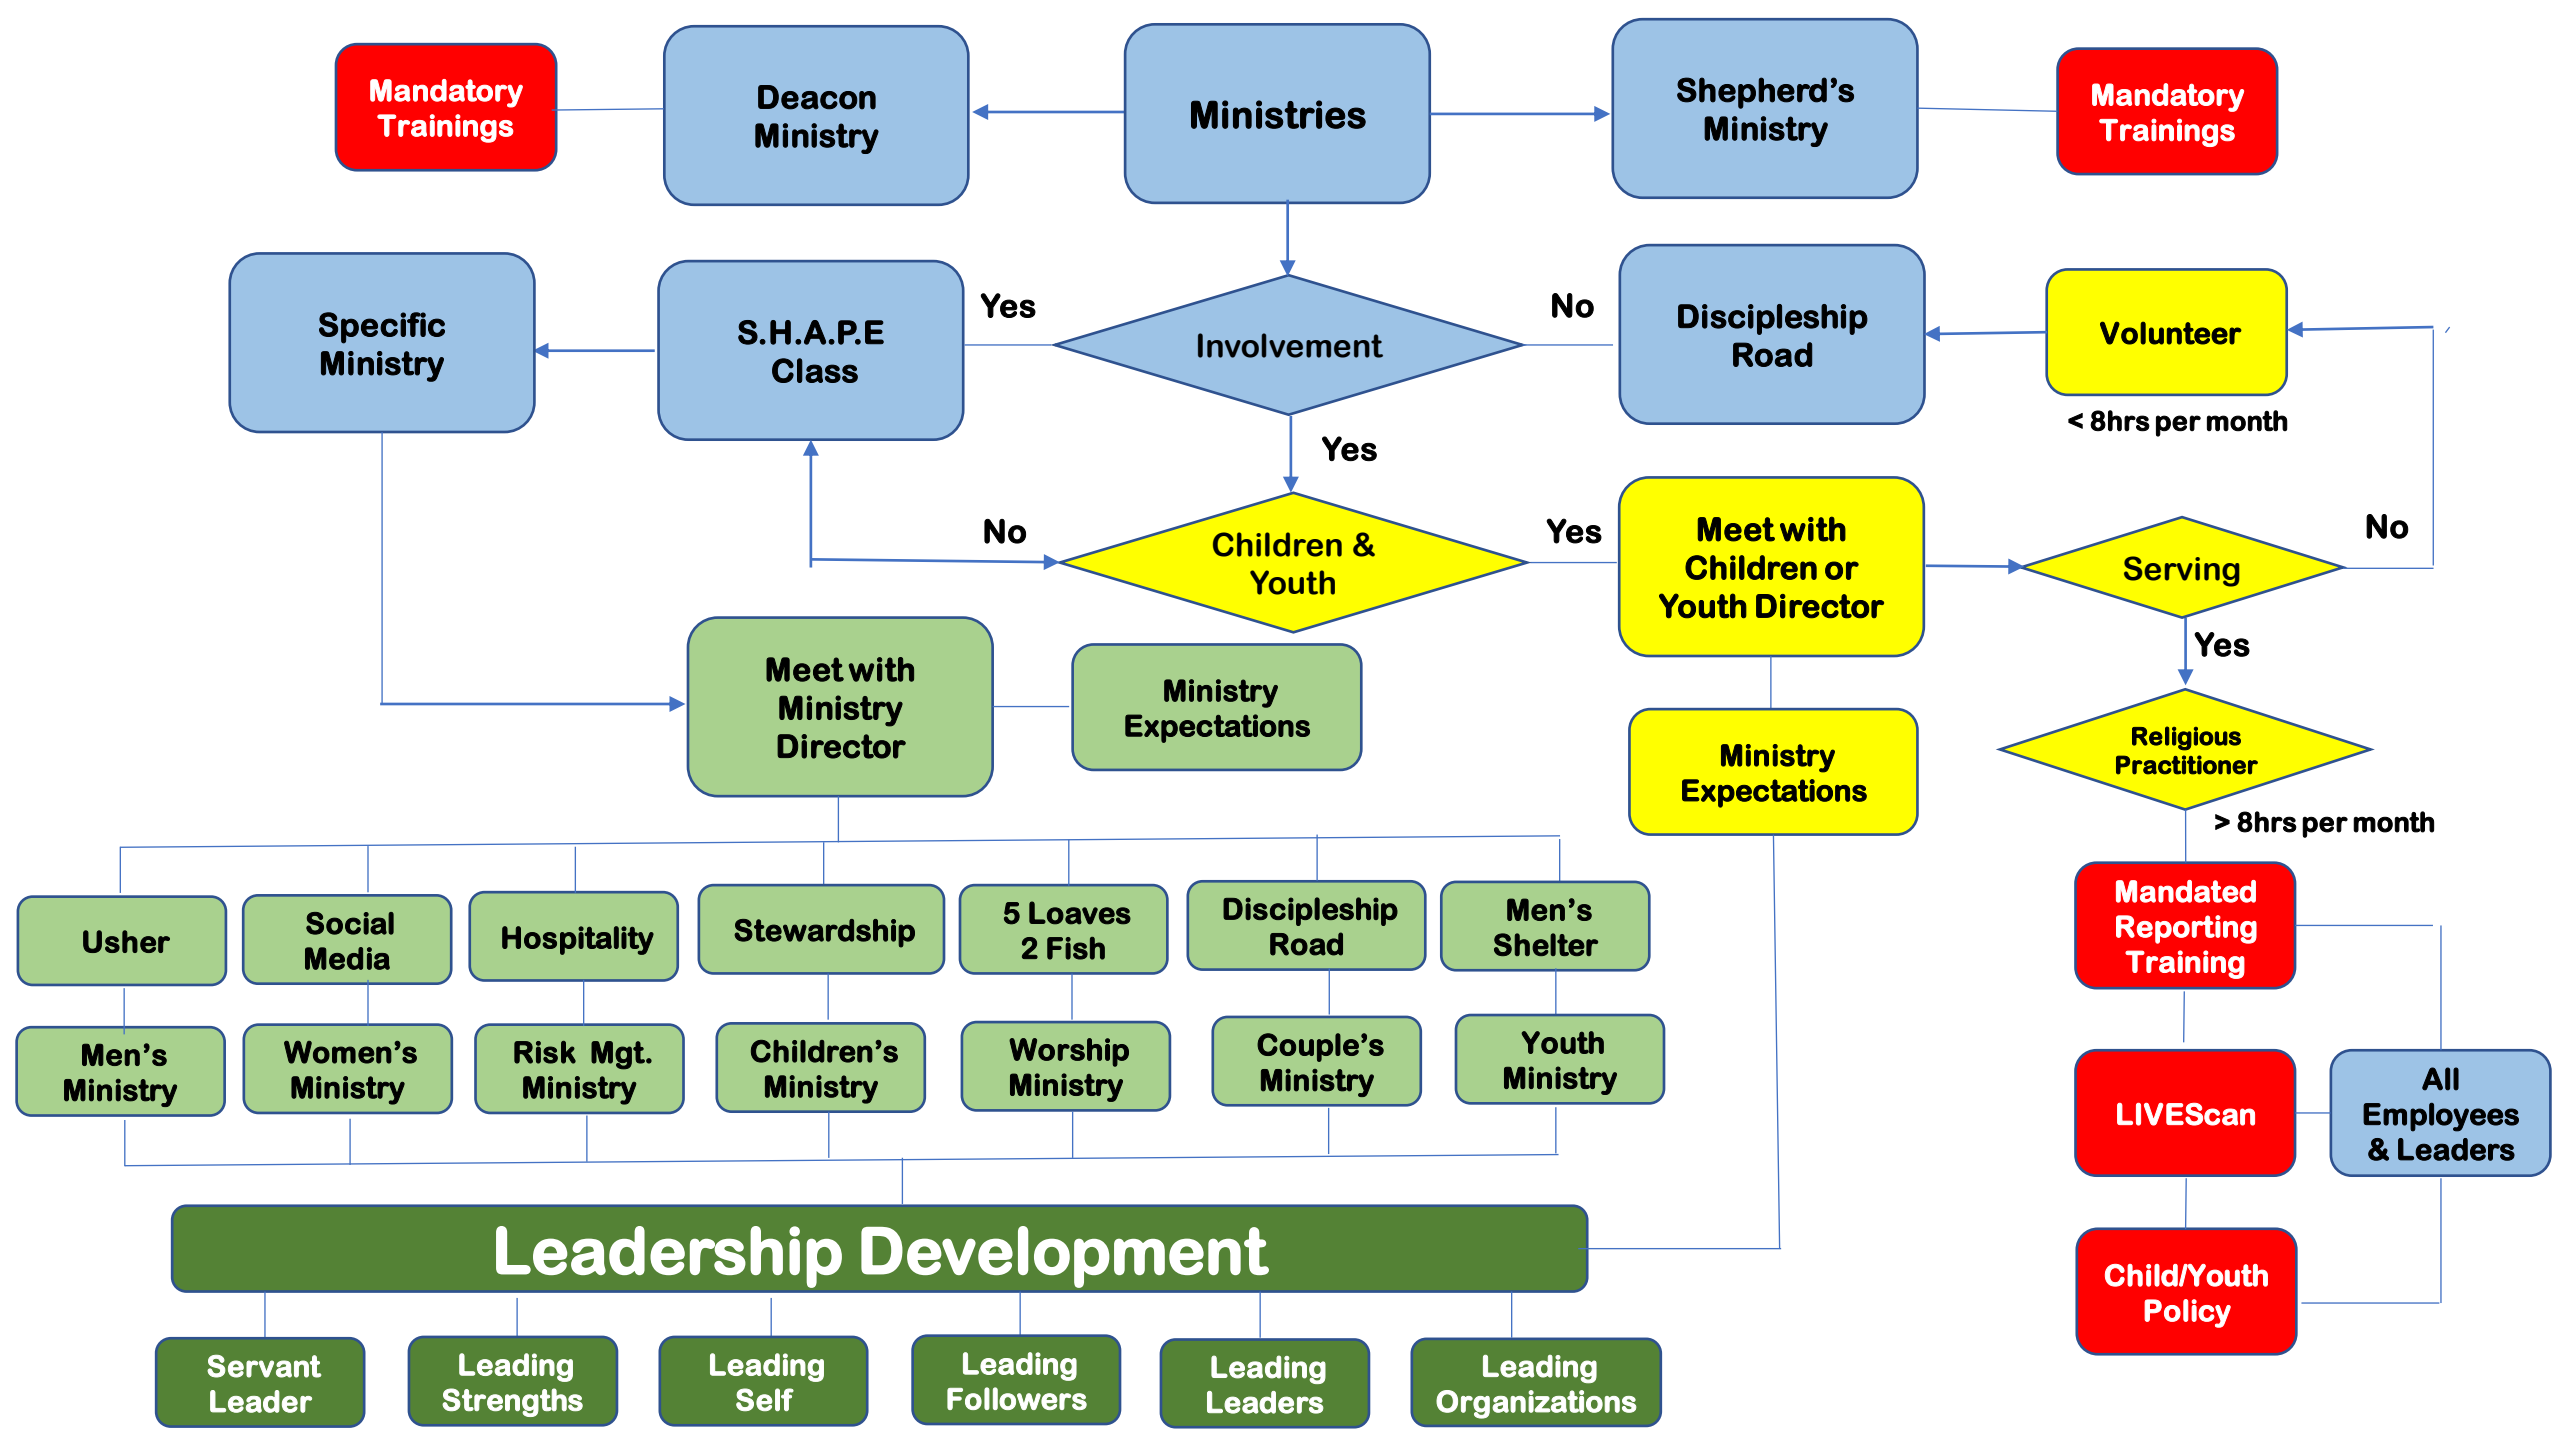 Mandatory
Trainings
Deacon
Ministry
Ministries
Shepherd’s
Ministry
Mandatory
Trainings
Specific
Ministry
S.H.A.P.E
Class
Yes
Involvement
No
Discipleship
Road
Volunteer
< 8hrs per month
Yes
No
Children &
Youth
Yes
Meet with
Children or
Youth Director
Serving
No
Yes
Meet with
Ministry
Director
Ministry
Expectations
Ministry
Expectations
Religious
Practitioner
> 8hrs per month
Usher
Social
Media
Hospitality
Stewardship
5 Loaves
2 Fish
Discipleship
Road
Men’s
Shelter
Mandated
Reporting
Training
Men’s
Ministry
Women’s
Ministry
Risk  Mgt.
Ministry
Children’s
Ministry
Worship
Ministry
Couple’s
Ministry
Youth
Ministry
LIVEScan
All
Employees
& Leaders
Leadership Development
Child/Youth
Policy
Servant
Leader
Leading
Strengths
Leading
Self
Leading
Followers
Leading
Leaders
Leading
Organizations